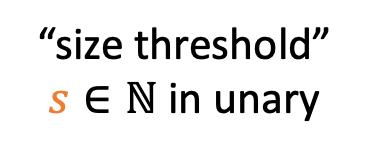 “size threshold”
s ∈ ℕ in unary